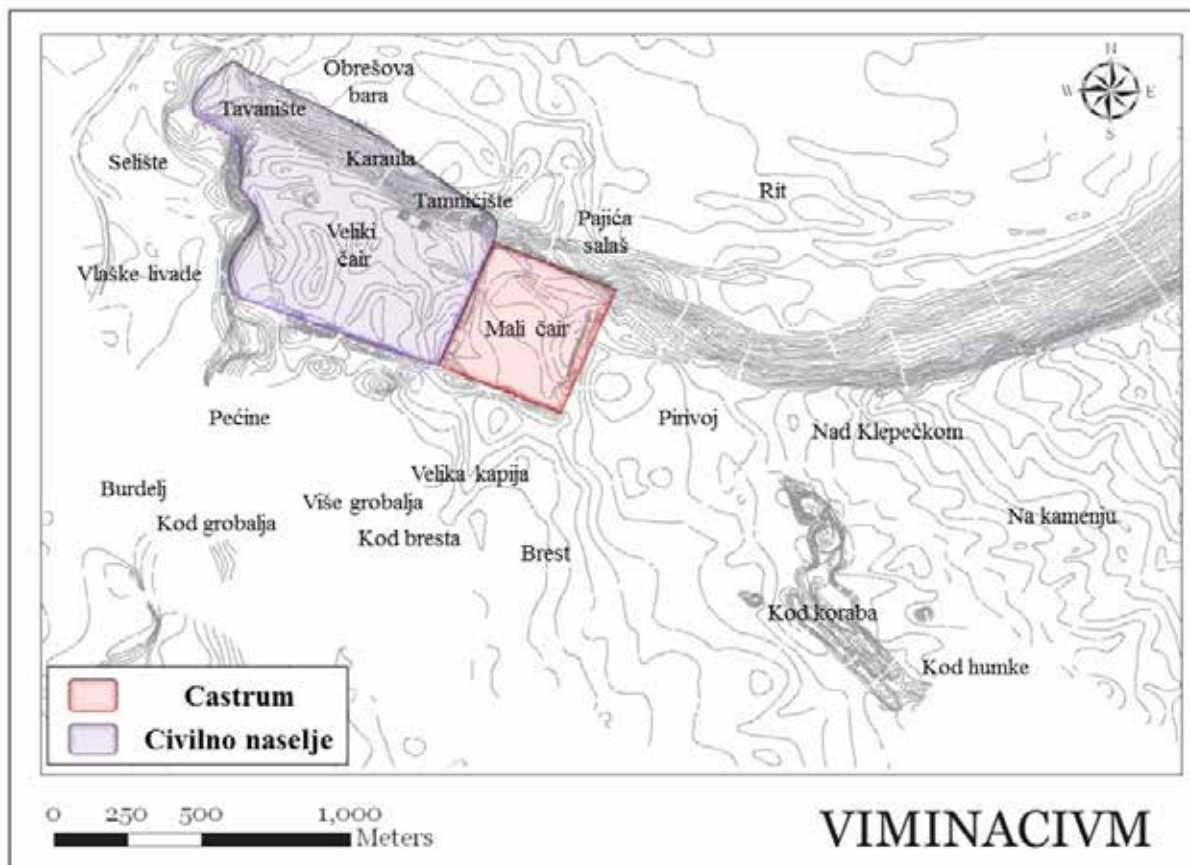 Obrešova
bara
N
W E
S
Tavanište
Karaula
Selište
Rit
Tamničište
Pajića
salaš
Veliki
čair
Vlaške livade
Mali čair
Pećine
Pirivoj
Nad Klepečkom
Velika kapija
Burdelj
Više grobalja
Kod grobalja
Na kamenju
Kod bresta
Brest
Kod koraba
Kod humke
Castrum
Civilno naselje
0 250 500 1,000
Meters
VIMINACIVM